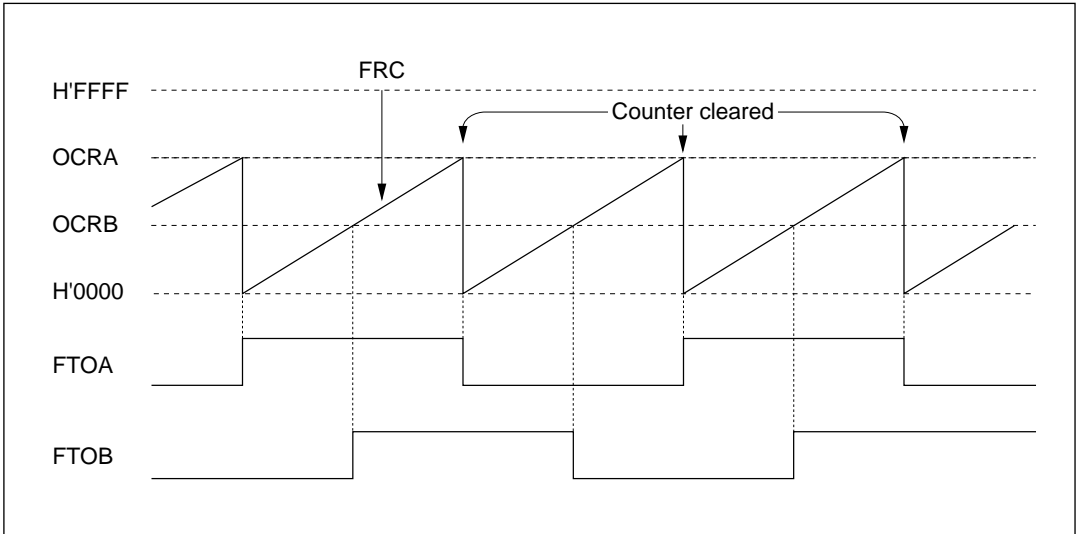 FRC
H'FFFF
Counter cleared
OCRA
OCRB
H'0000
FTOA
FTOB